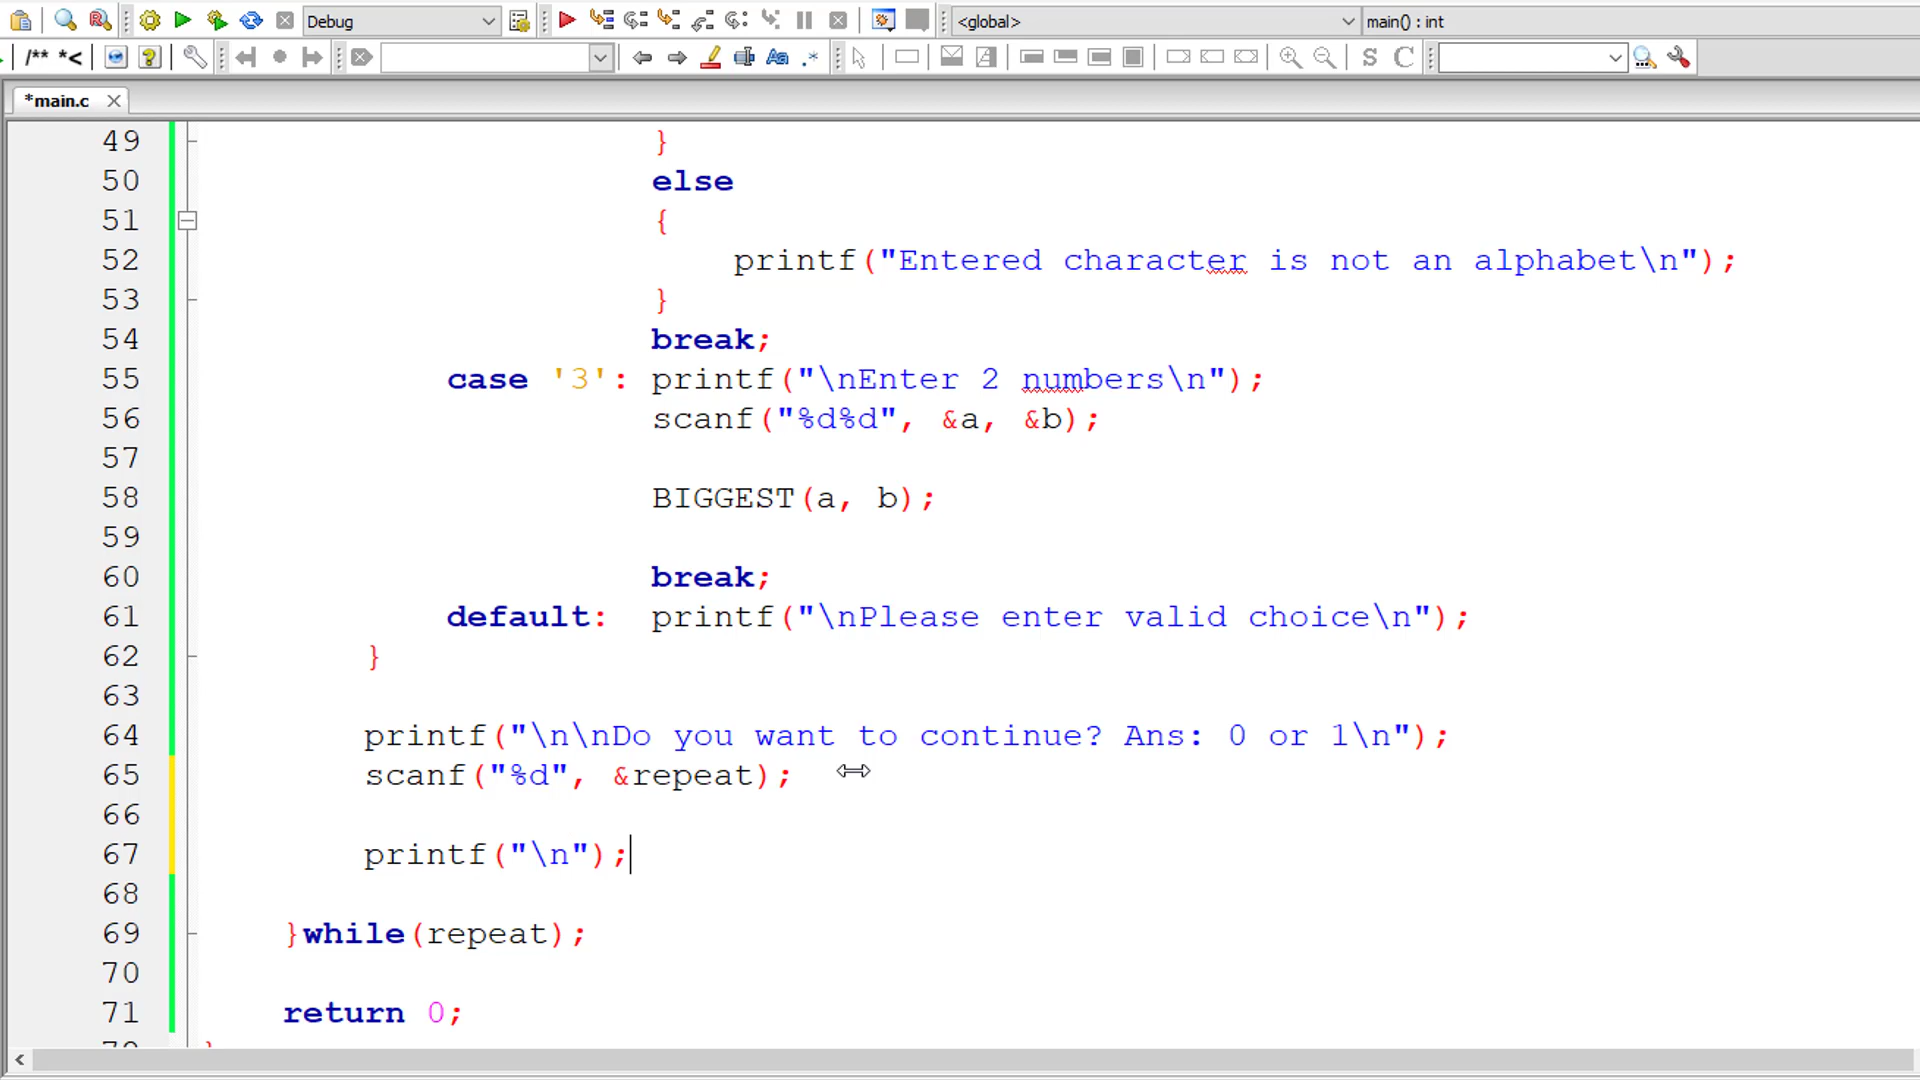 Debug
<global>
main() : int
/** *<
Aa
.*
S
C
*main.c
49 }
50 else
51 {
52 printf("Entered character is not an alphabet\n");
53 }
54 break;
55 case '3': printf("\nEnter 2 numbers\n");
56 scanf("%d%d", &a, &b);
57
58 BIGGEST(a, b);
59
60 break;
61 default: printf("\nPlease enter valid choice\n");
62 }
63
64 printf("\n\nDo you want to continue? Ans: 0 or 1\n");
65 scanf("%d", &repeat);
66
67 printf("\n");
68
69 }while(repeat);
70
71 return 0;